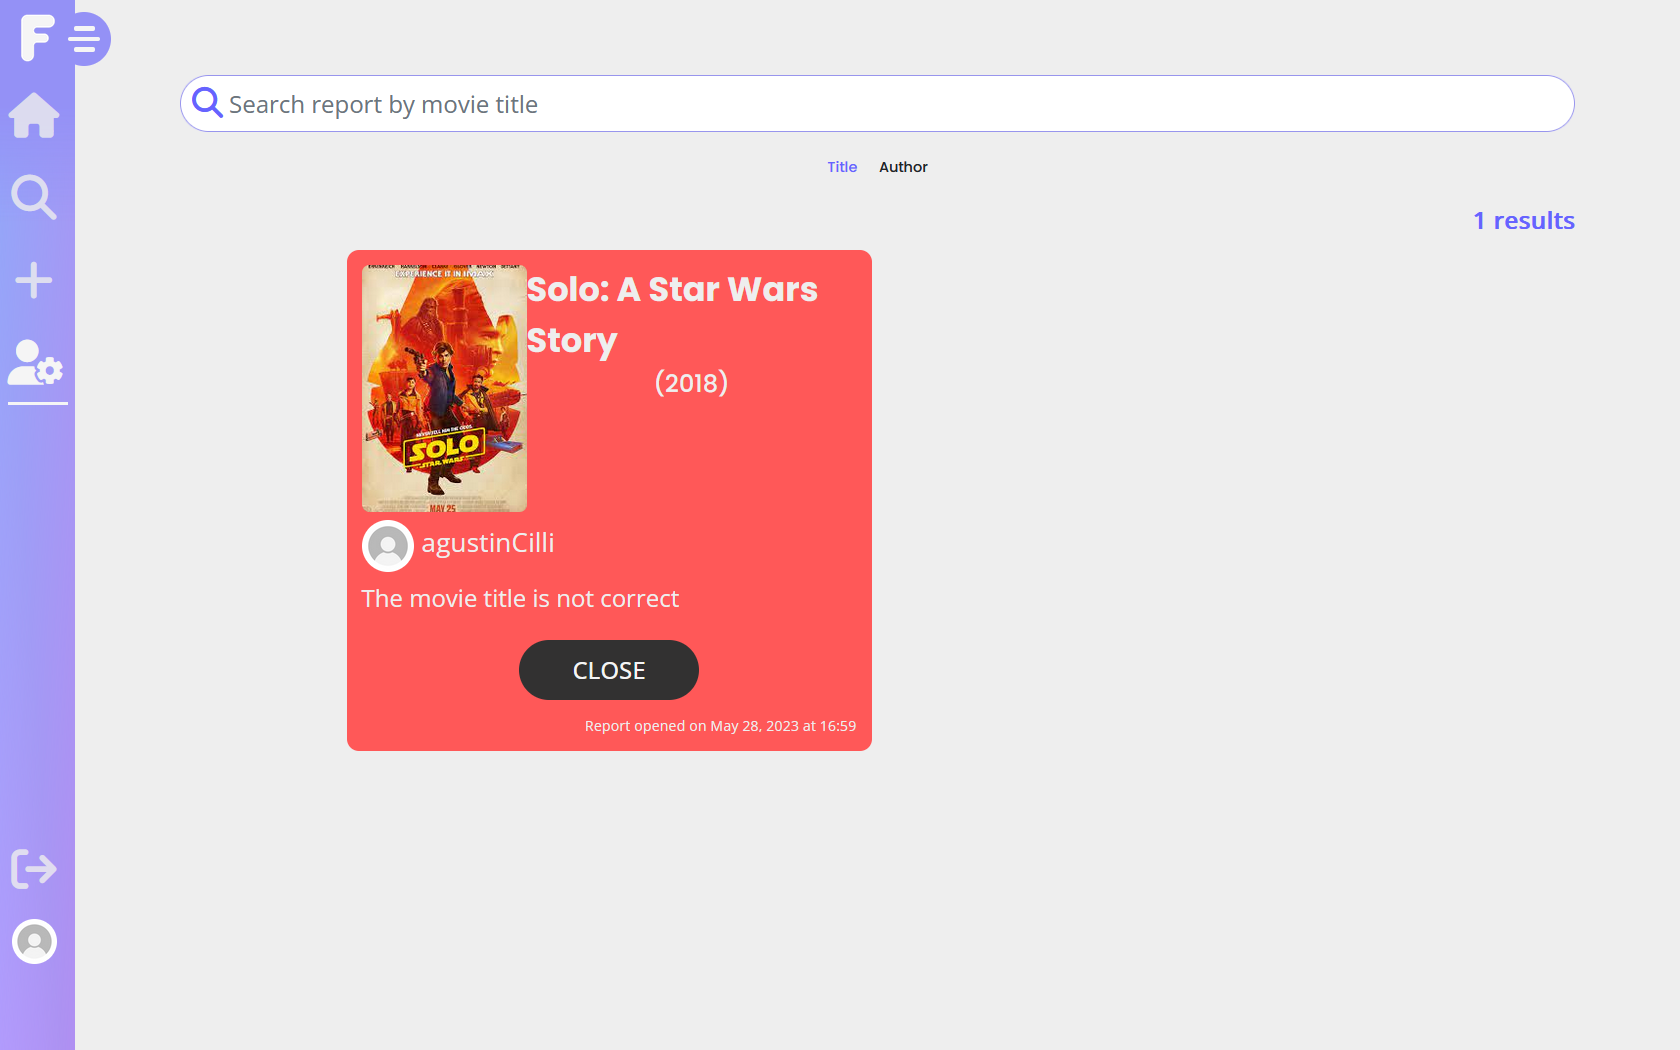 F
Search report by movie title
Title Author
1 results
EXPERIENCE IT IN IMAX
SOLO
STAR WARS
MAY 25
Solo: A Star Wars
Story
(2018)
agustinCilli
The movie title is not correct
CLOSE
Report opened on May 28, 2023 at 16:59